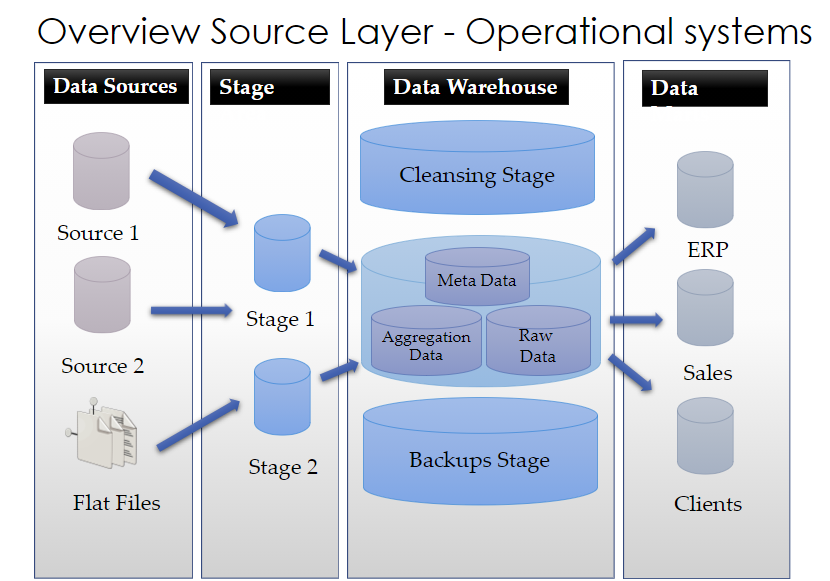 Overview Source Layer - Operational systems
Data Sources
Stage
Data Warehouse
Data
Source 1
Source 2
Flat Files
Stage 1
Stage 2
Cleansing Stage
Meta Data
Aggregation
Data
Raw
Data
Backups Stage
ERP
Sales
Clients